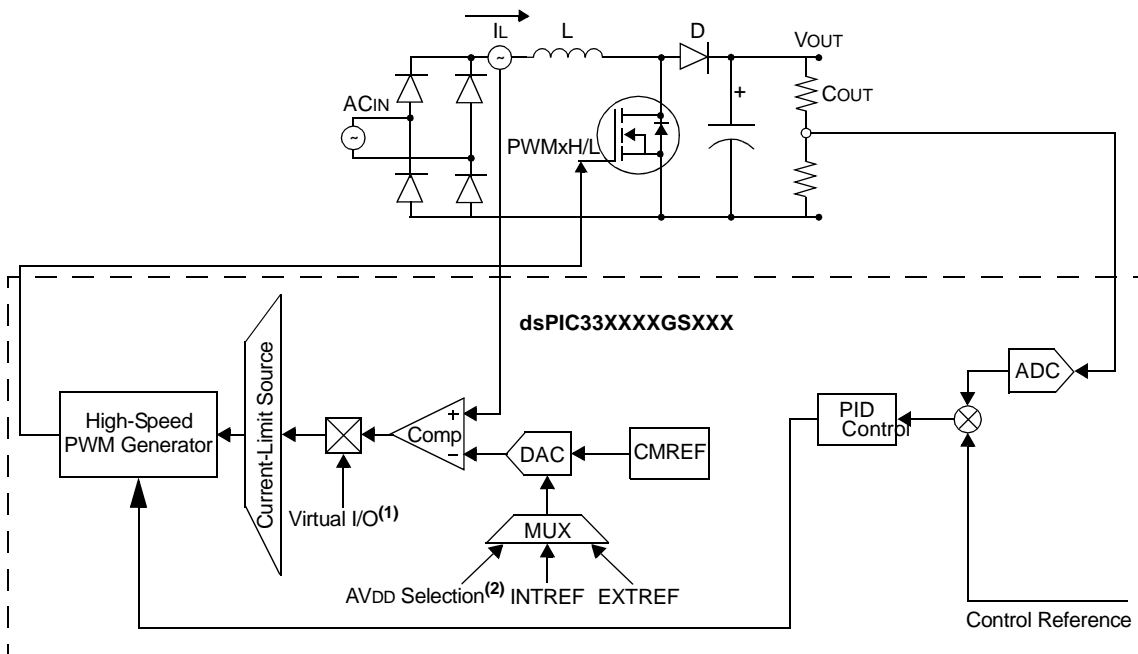 IL
L
D
VOUT
+
COUT
ACIN
~
~
PWMxH/L
dsPIC33XXXXGSXXX
ADC
High-Speed
PWM Generator
Current-Limit Source
+
Comp
–
DAC
CMREF
PID
Control
Virtual I/O(1)
MUX
AVDD Selection(2)
INTREF
EXTREF
Control Reference